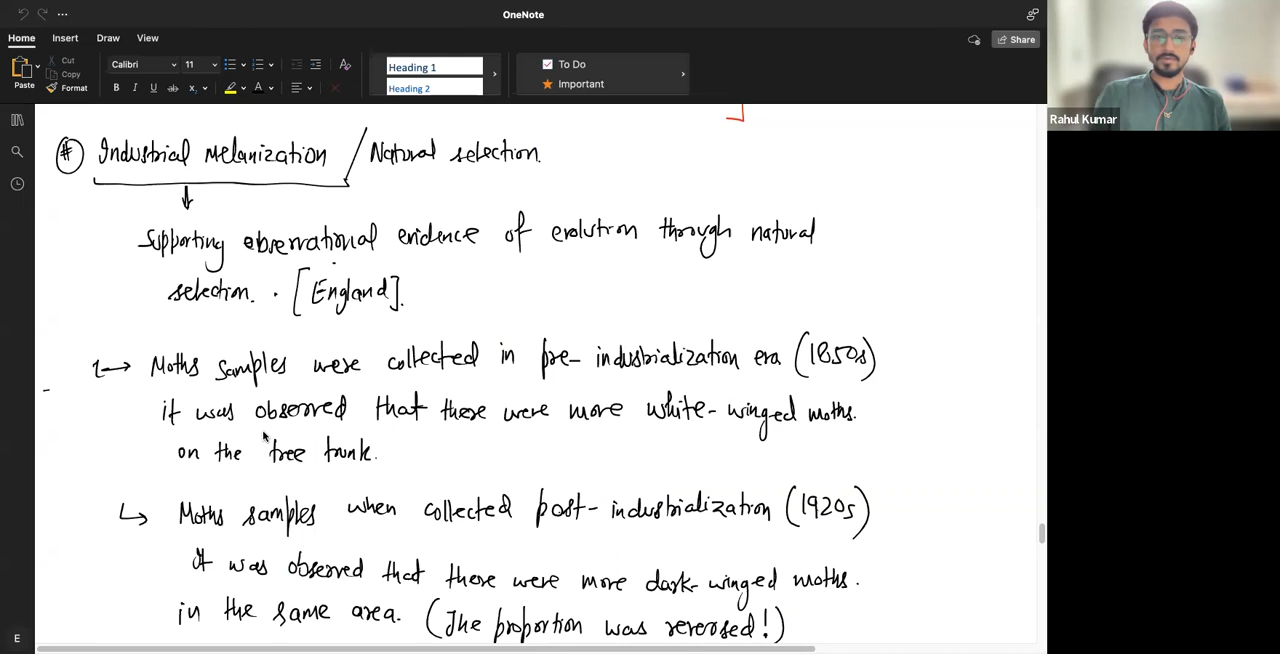 OneNote
Home Insert Draw View
Share
Paste
Cut
Copy
Format
Calibri 11
B I U ab x A
Heading 1
Heading 2
To Do
Important
Rahul Kumar
# Industrial Melanization / Natural selection.
Supporting observational evidence of evolution through natural
selection. [England].
Moths samples were collected in pre-industrialization era (1850s)
it was observed that there were more white-winged moths.
on the tree trunk.
Moths samples when collected post-industrialization (1920s)
It was observed that there were more dark-winged moths.
in the same area. (The proportion was reversed!)
E